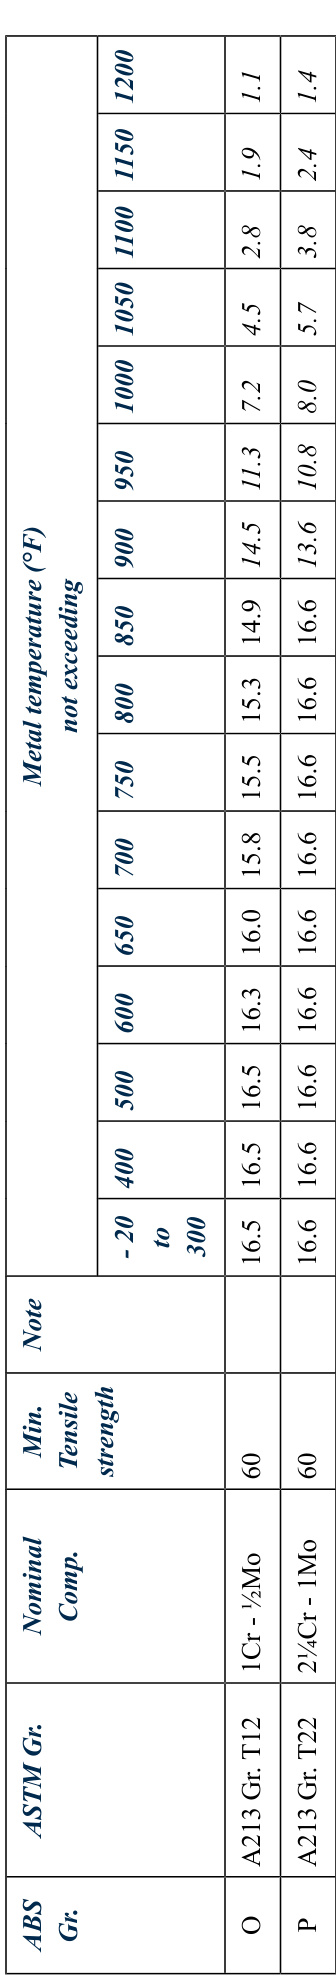 ABS Gr. ASTM Gr. Nominal Comp. Min. Tensile strength Note Metal temperature (°F) not exceeding
- 20 to 300 400 500 600 650 700 750 800 850 900 950 1000 1050 1100 1150 1200
O A213 Gr. T12 1Cr - ½Mo 60 16.5 16.5 16.5 16.3 16.0 15.8 15.5 15.3 14.9 14.5 11.3 7.2 4.5 2.8 1.9 1.1
P A213 Gr. T22 2¼Cr - 1Mo 60 16.6 16.6 16.6 16.6 16.6 16.6 16.6 16.6 16.6 13.6 10.8 8.0 5.7 3.8 2.4 1.4